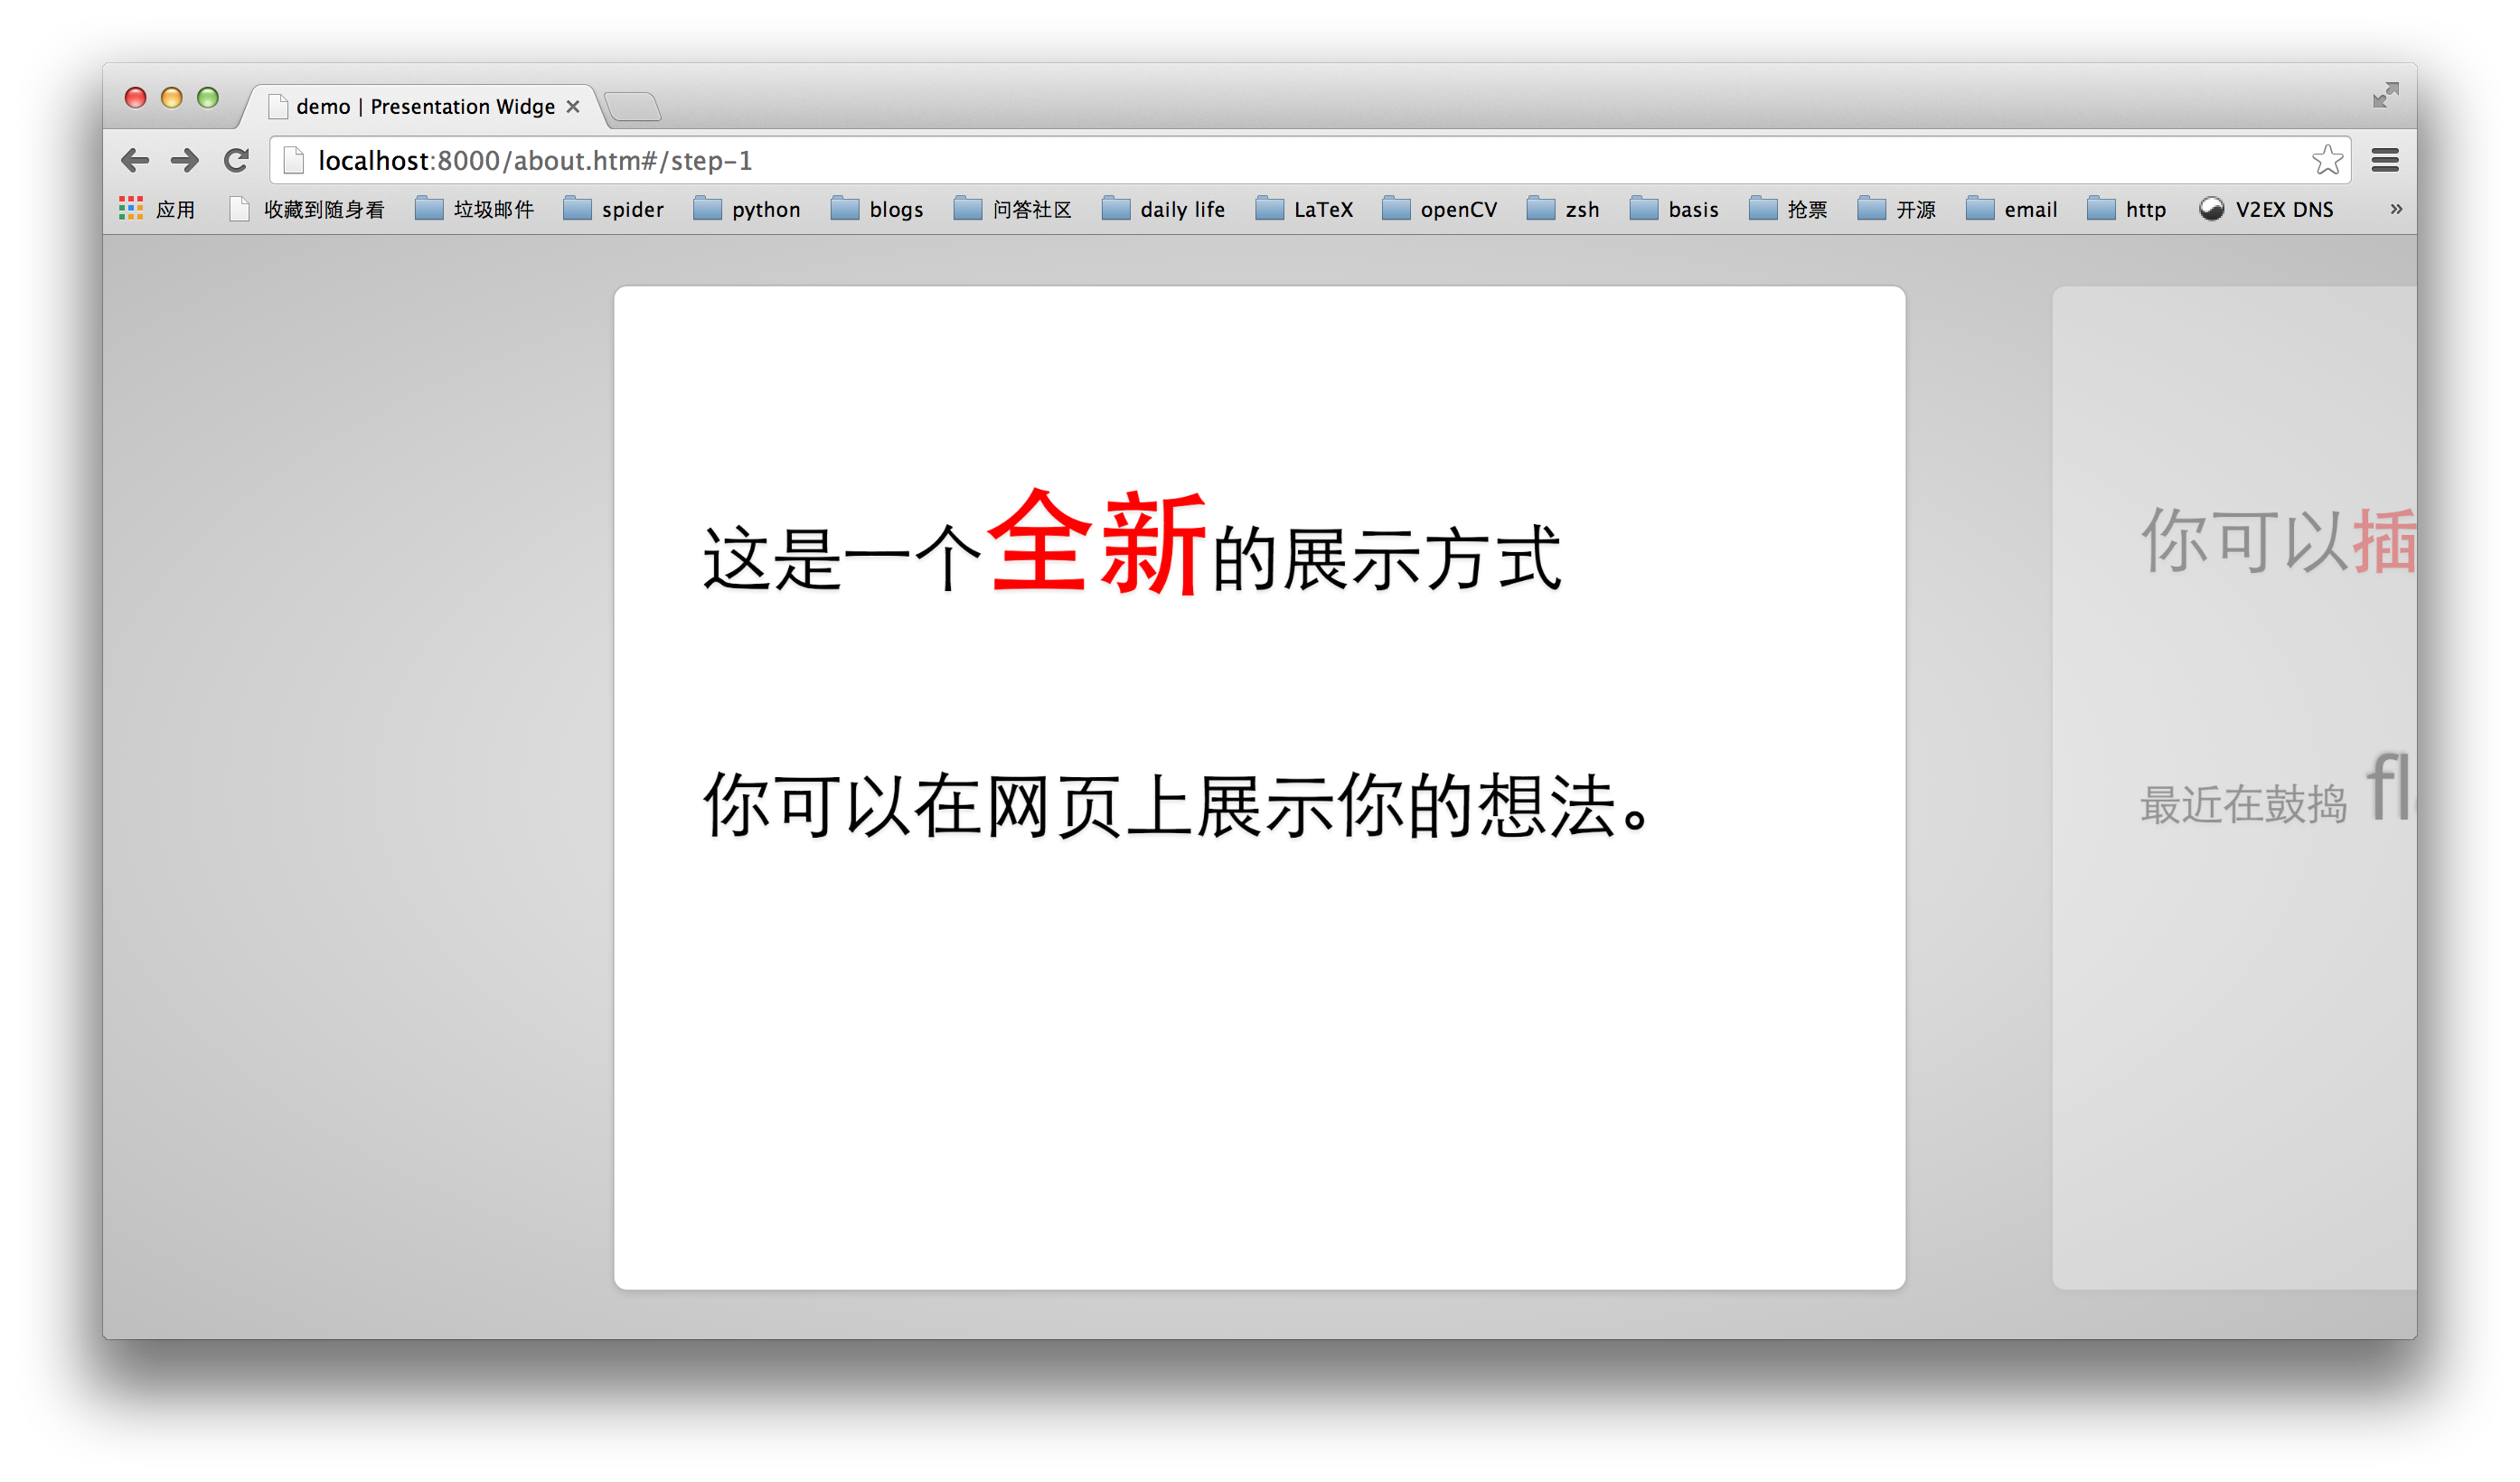 demo | Presentation Widge
localhost:8000/about.htm#/step-1
应用 收藏到随身看 垃圾邮件 spider python blogs 问答社区 daily life LaTeX openCV zsh basis 抢票 开源 email http V2EX DNS »
这是一个全新的展示方式
你可以在网页上展示你的想法。
你可以插
最近在鼓捣 fl